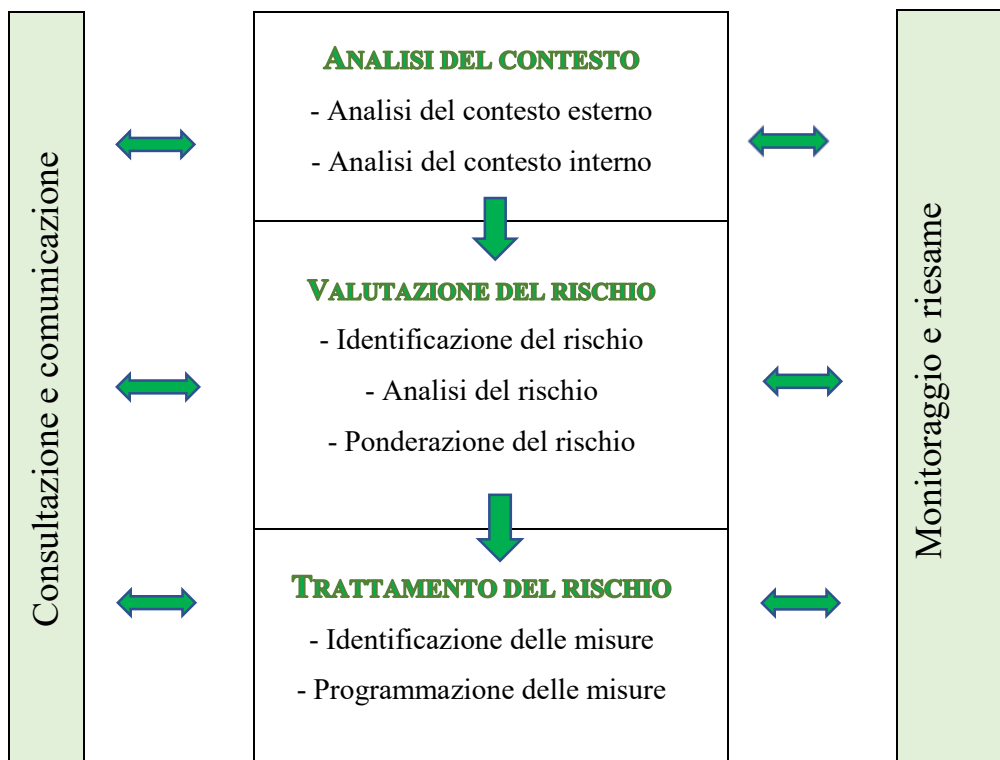 Consultazione e comunicazione
ANALISI DEL CONTESTO
- Analisi del contesto esterno
- Analisi del contesto interno
VALUTAZIONE DEL RISCHIO
- Identificazione del rischio
- Analisi del rischio
- Ponderazione del rischio
TRATTAMENTO DEL RISCHIO
- Identificazione delle misure
- Programmazione delle misure
Monitoraggio e riesame